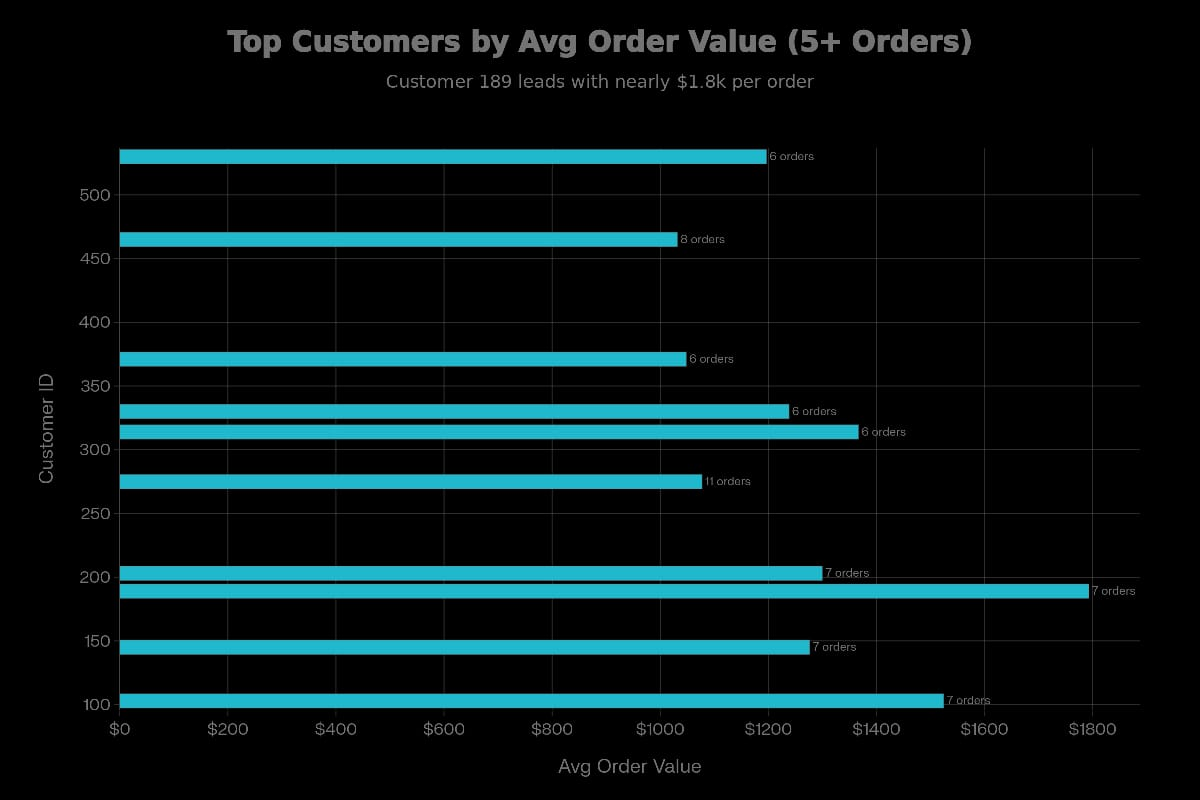 Top Customers by Avg Order Value (5+ Orders)
Customer 189 leads with nearly $1.8k per order
6 orders
500
8 orders
450
400
6 orders
350
6 orders
6 orders
300
11 orders
250
7 orders
200
7 orders
150
7 orders
7 orders
100
Customer ID
$0 $200 $400 $600 $800 $1000 $1200 $1400 $1600 $1800
Avg Order Value